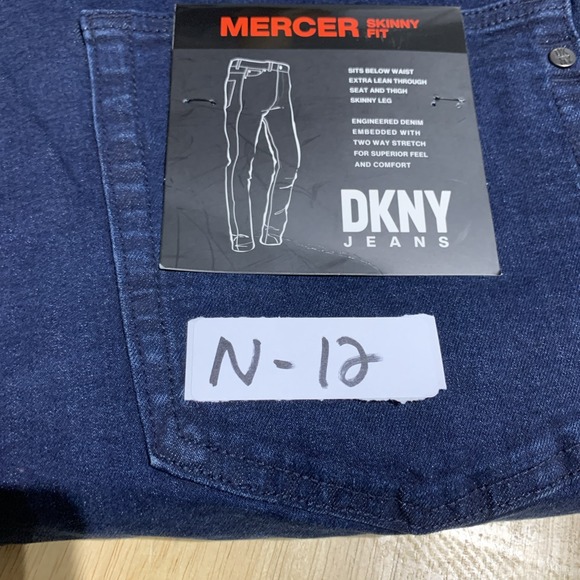 MERCER SKINNY FIT
SITS BELOW WAIST
EXTRA LEAN THROUGH
SEAT AND THIGH
SKINNY LEG
ENGINEERED DENIM
EMBEDDED WITH
TWO WAY STRETCH
FOR SUPERIOR FEEL
AND COMFORT
DKNY
JEANS
N-12